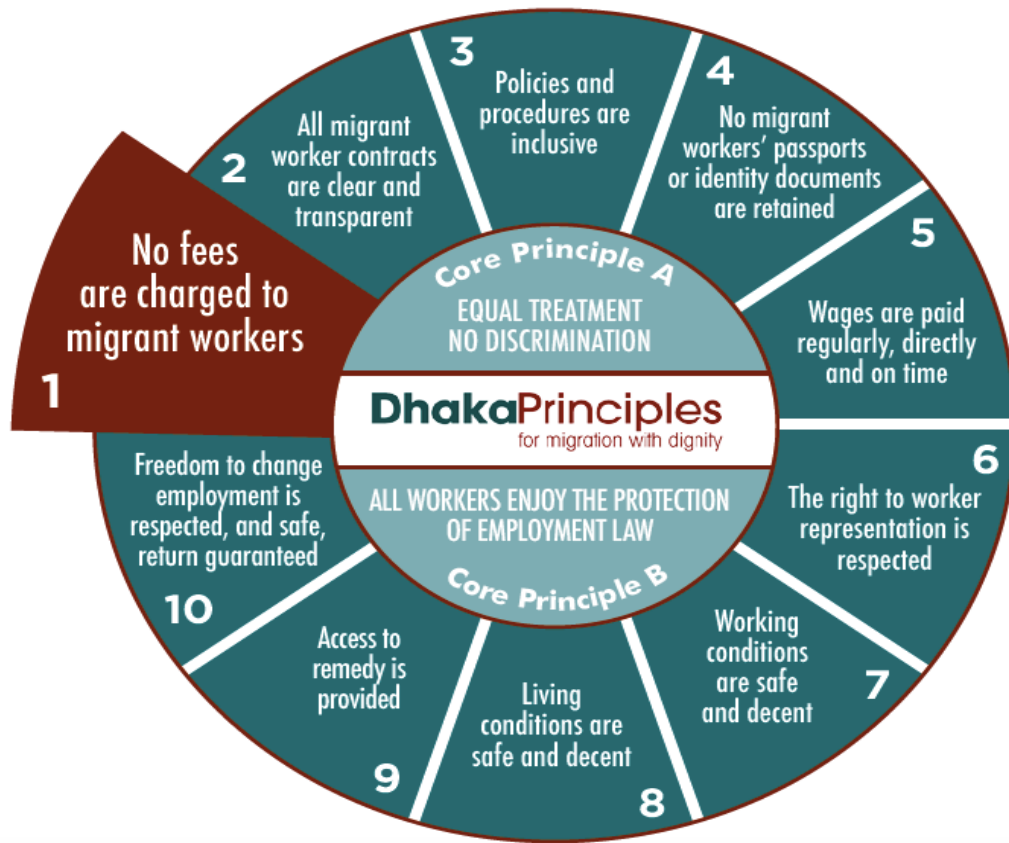 1
No fees
are charged to
migrant workers
2
All migrant
worker contracts
are clear and
transparent
3
Policies and
procedures are
inclusive
4
No migrant
workers' passports
or identity documents
are retained
5
Wages are paid
regularly, directly
and on time
6
The right to worker
representation is
respected
7
Working
conditions
are safe
and decent
8
Living
conditions are
safe and decent
9
Access to
remedy is
provided
10
Freedom to change
employment is
respected, and safe,
return guaranteed
Core Principle A
EQUAL TREATMENT
NO DISCRIMINATION
DhakaPrinciples
for migration with dignity
ALL WORKERS ENJOY THE PROTECTION
OF EMPLOYMENT LAW
Core Principle B